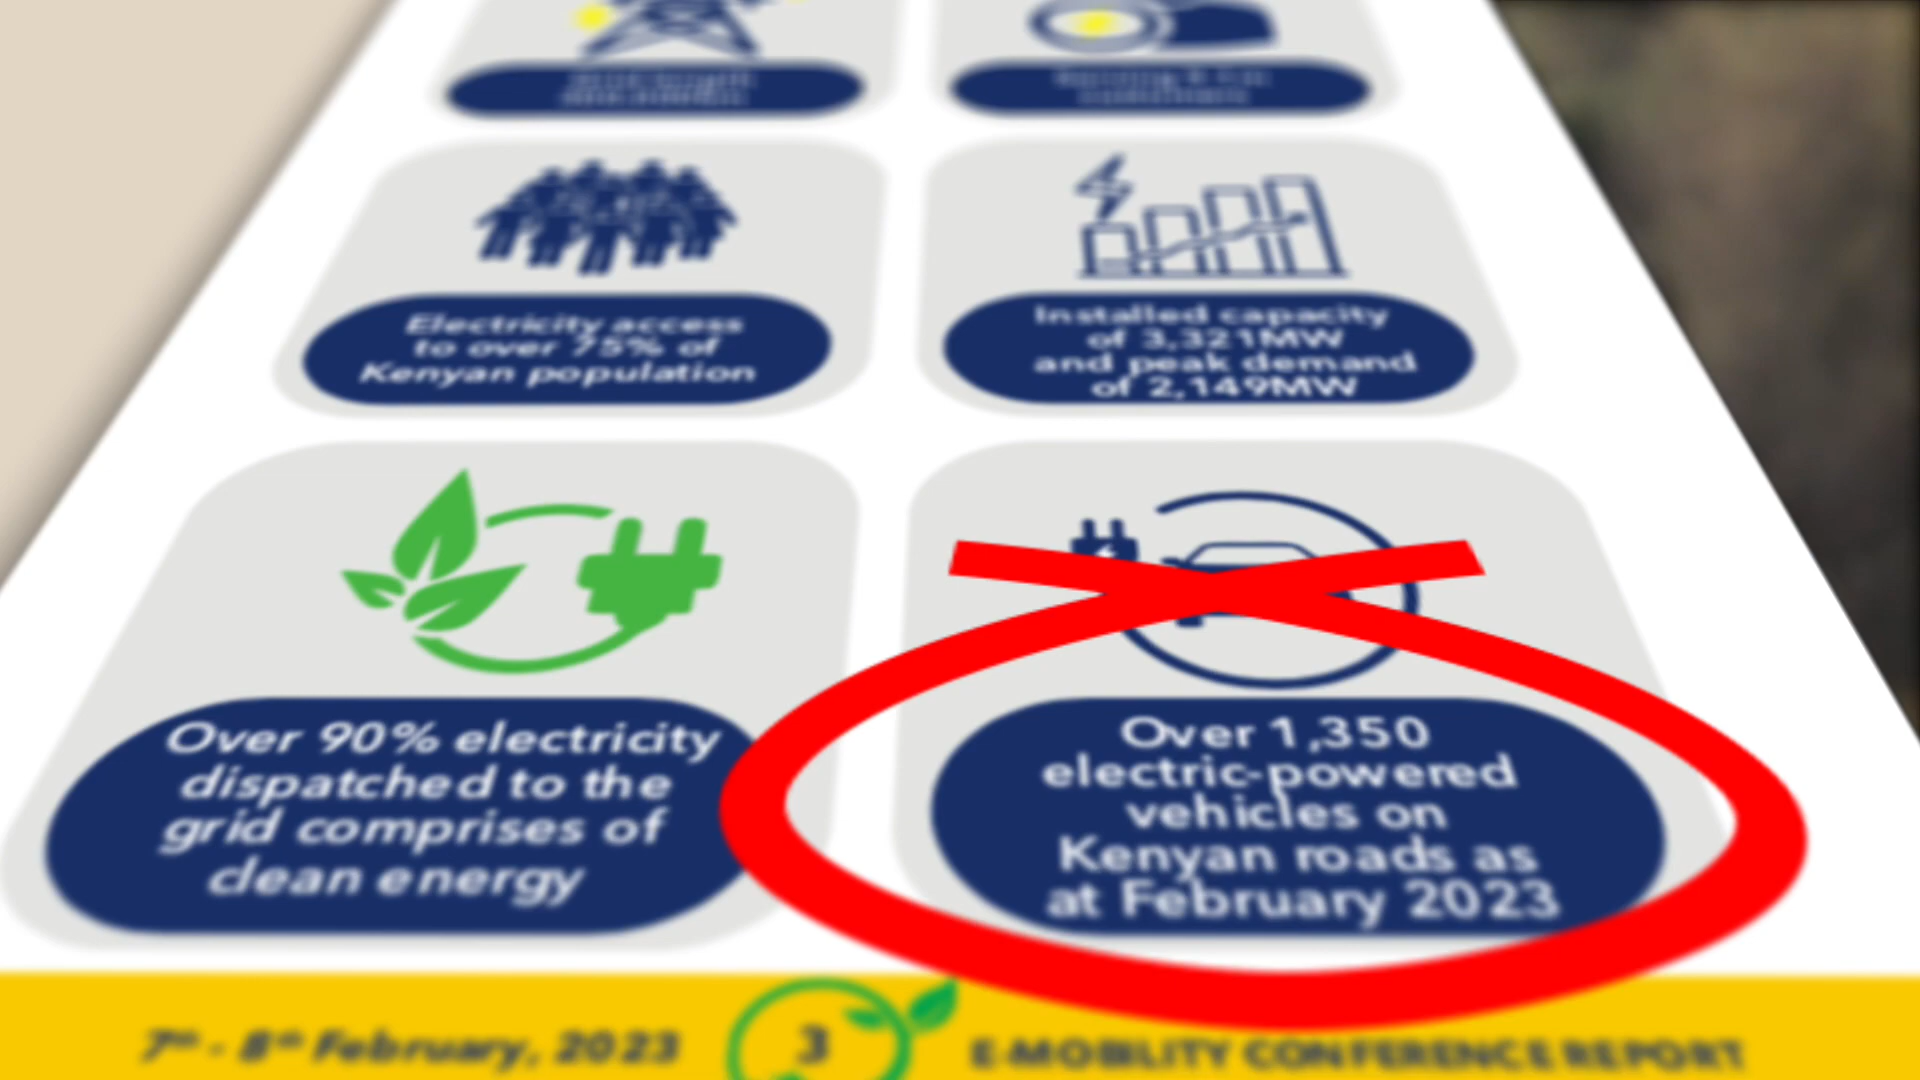 Electricity access
to over 75% of
Kenyan population
Installed capacity
of 3,321MW
and peak demand
of 2,149MW
Over 90% electricity
dispatched to the
grid comprises of
clean energy
Over 1,350
electric-powered
vehicles on
Kenyan roads as
at February 2023
7th - 8th February, 2023
3
E-MOBILITY CONFERENCE REPORT